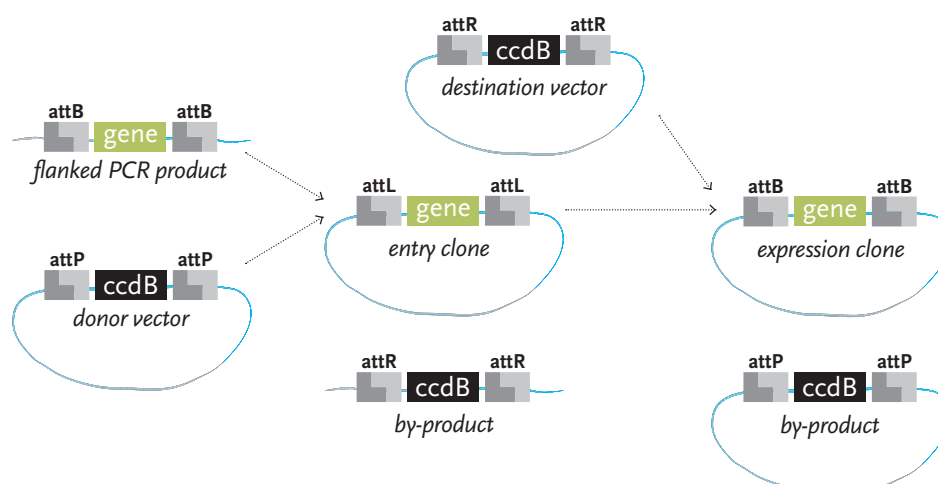 attR attR
ccdB
destination vector
attB attB
gene
flanked PCR product
attL attL
gene
entry clone
attB attB
gene
expression clone
attP attP
ccdB
donor vector
attR attR
ccdB
by-product
attP attP
ccdB
by-product